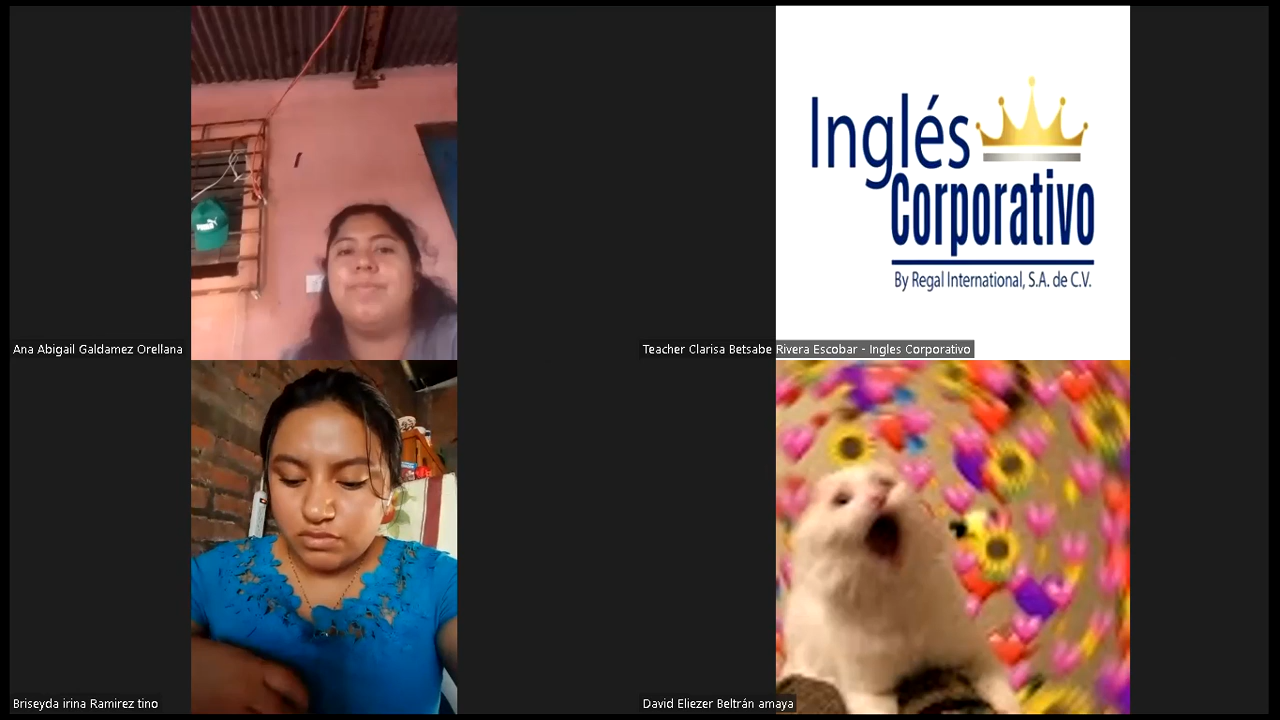 Inglés
Corporativo
By Regal International, S.A. de C.V.
Ana Abigail Galdamez Orellana
Teacher Clarisa Betsabe Rivera Escobar - Ingles Corporativo
Briseyda irina Ramirez tino
David Eliezer Beltrán amaya